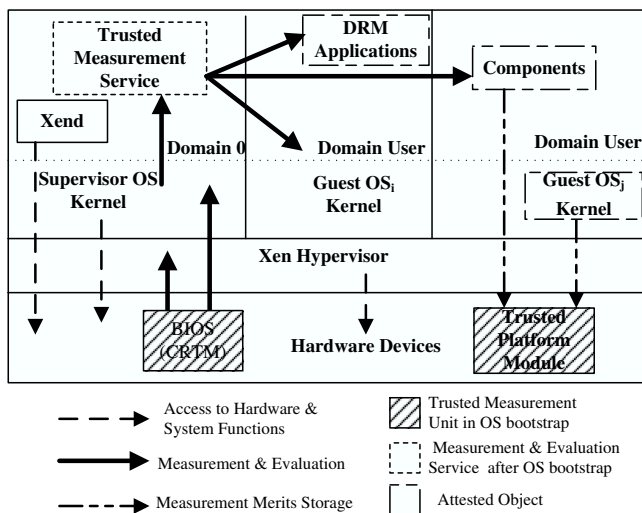 Trusted
Measurement
Service
DRM
Applications
Components
Xend
Domain 0
Domain User
Domain User
Supervisor OS
Kernel
Guest OSi
Kernel
Guest OSj
Kernel
Xen Hypervisor
BIOS
(CRTM)
Hardware Devices
Trusted
Platform
Module
Access to Hardware &
System Functions
Trusted Measurement
Unit in OS bootstrap
Measurement & Evaluation
Measurement & Evaluation
Service after OS bootstrap
Measurement Merits Storage
Attested Object